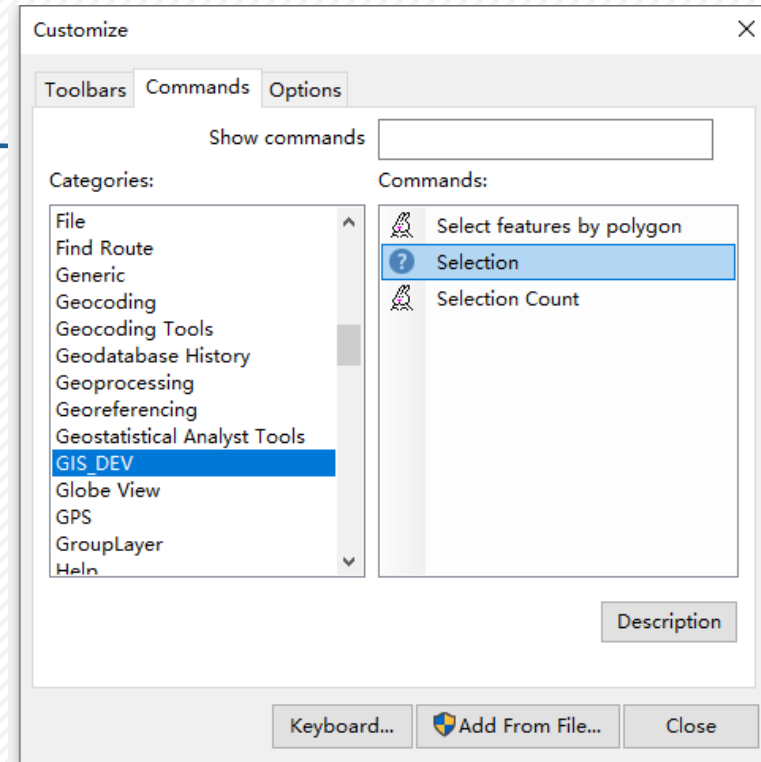 Customize
Toolbars Commands Options
Show commands
Categories:
File
Find Route
Generic
Geocoding
Geocoding Tools
Geodatabase History
Geoprocessing
Georeferencing
Geostatistical Analyst Tools
GIS_DEV
Globe View
GPS
GroupLayer
Help
Commands:
Select features by polygon
Selection
Selection Count
Description
Keyboard... Add From File... Close